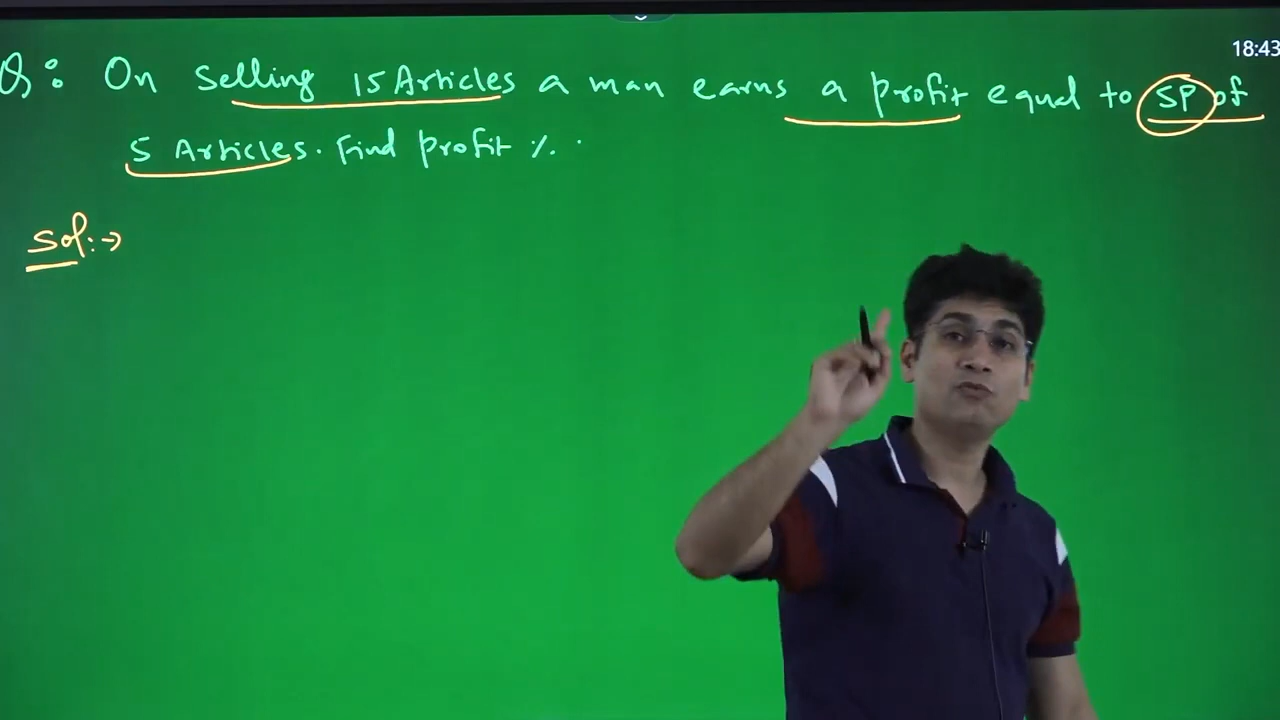 18:43
Q: On Selling 15 Articles a man earns a profit equal to SP of
5 Articles. Find profit %.
Sol:→